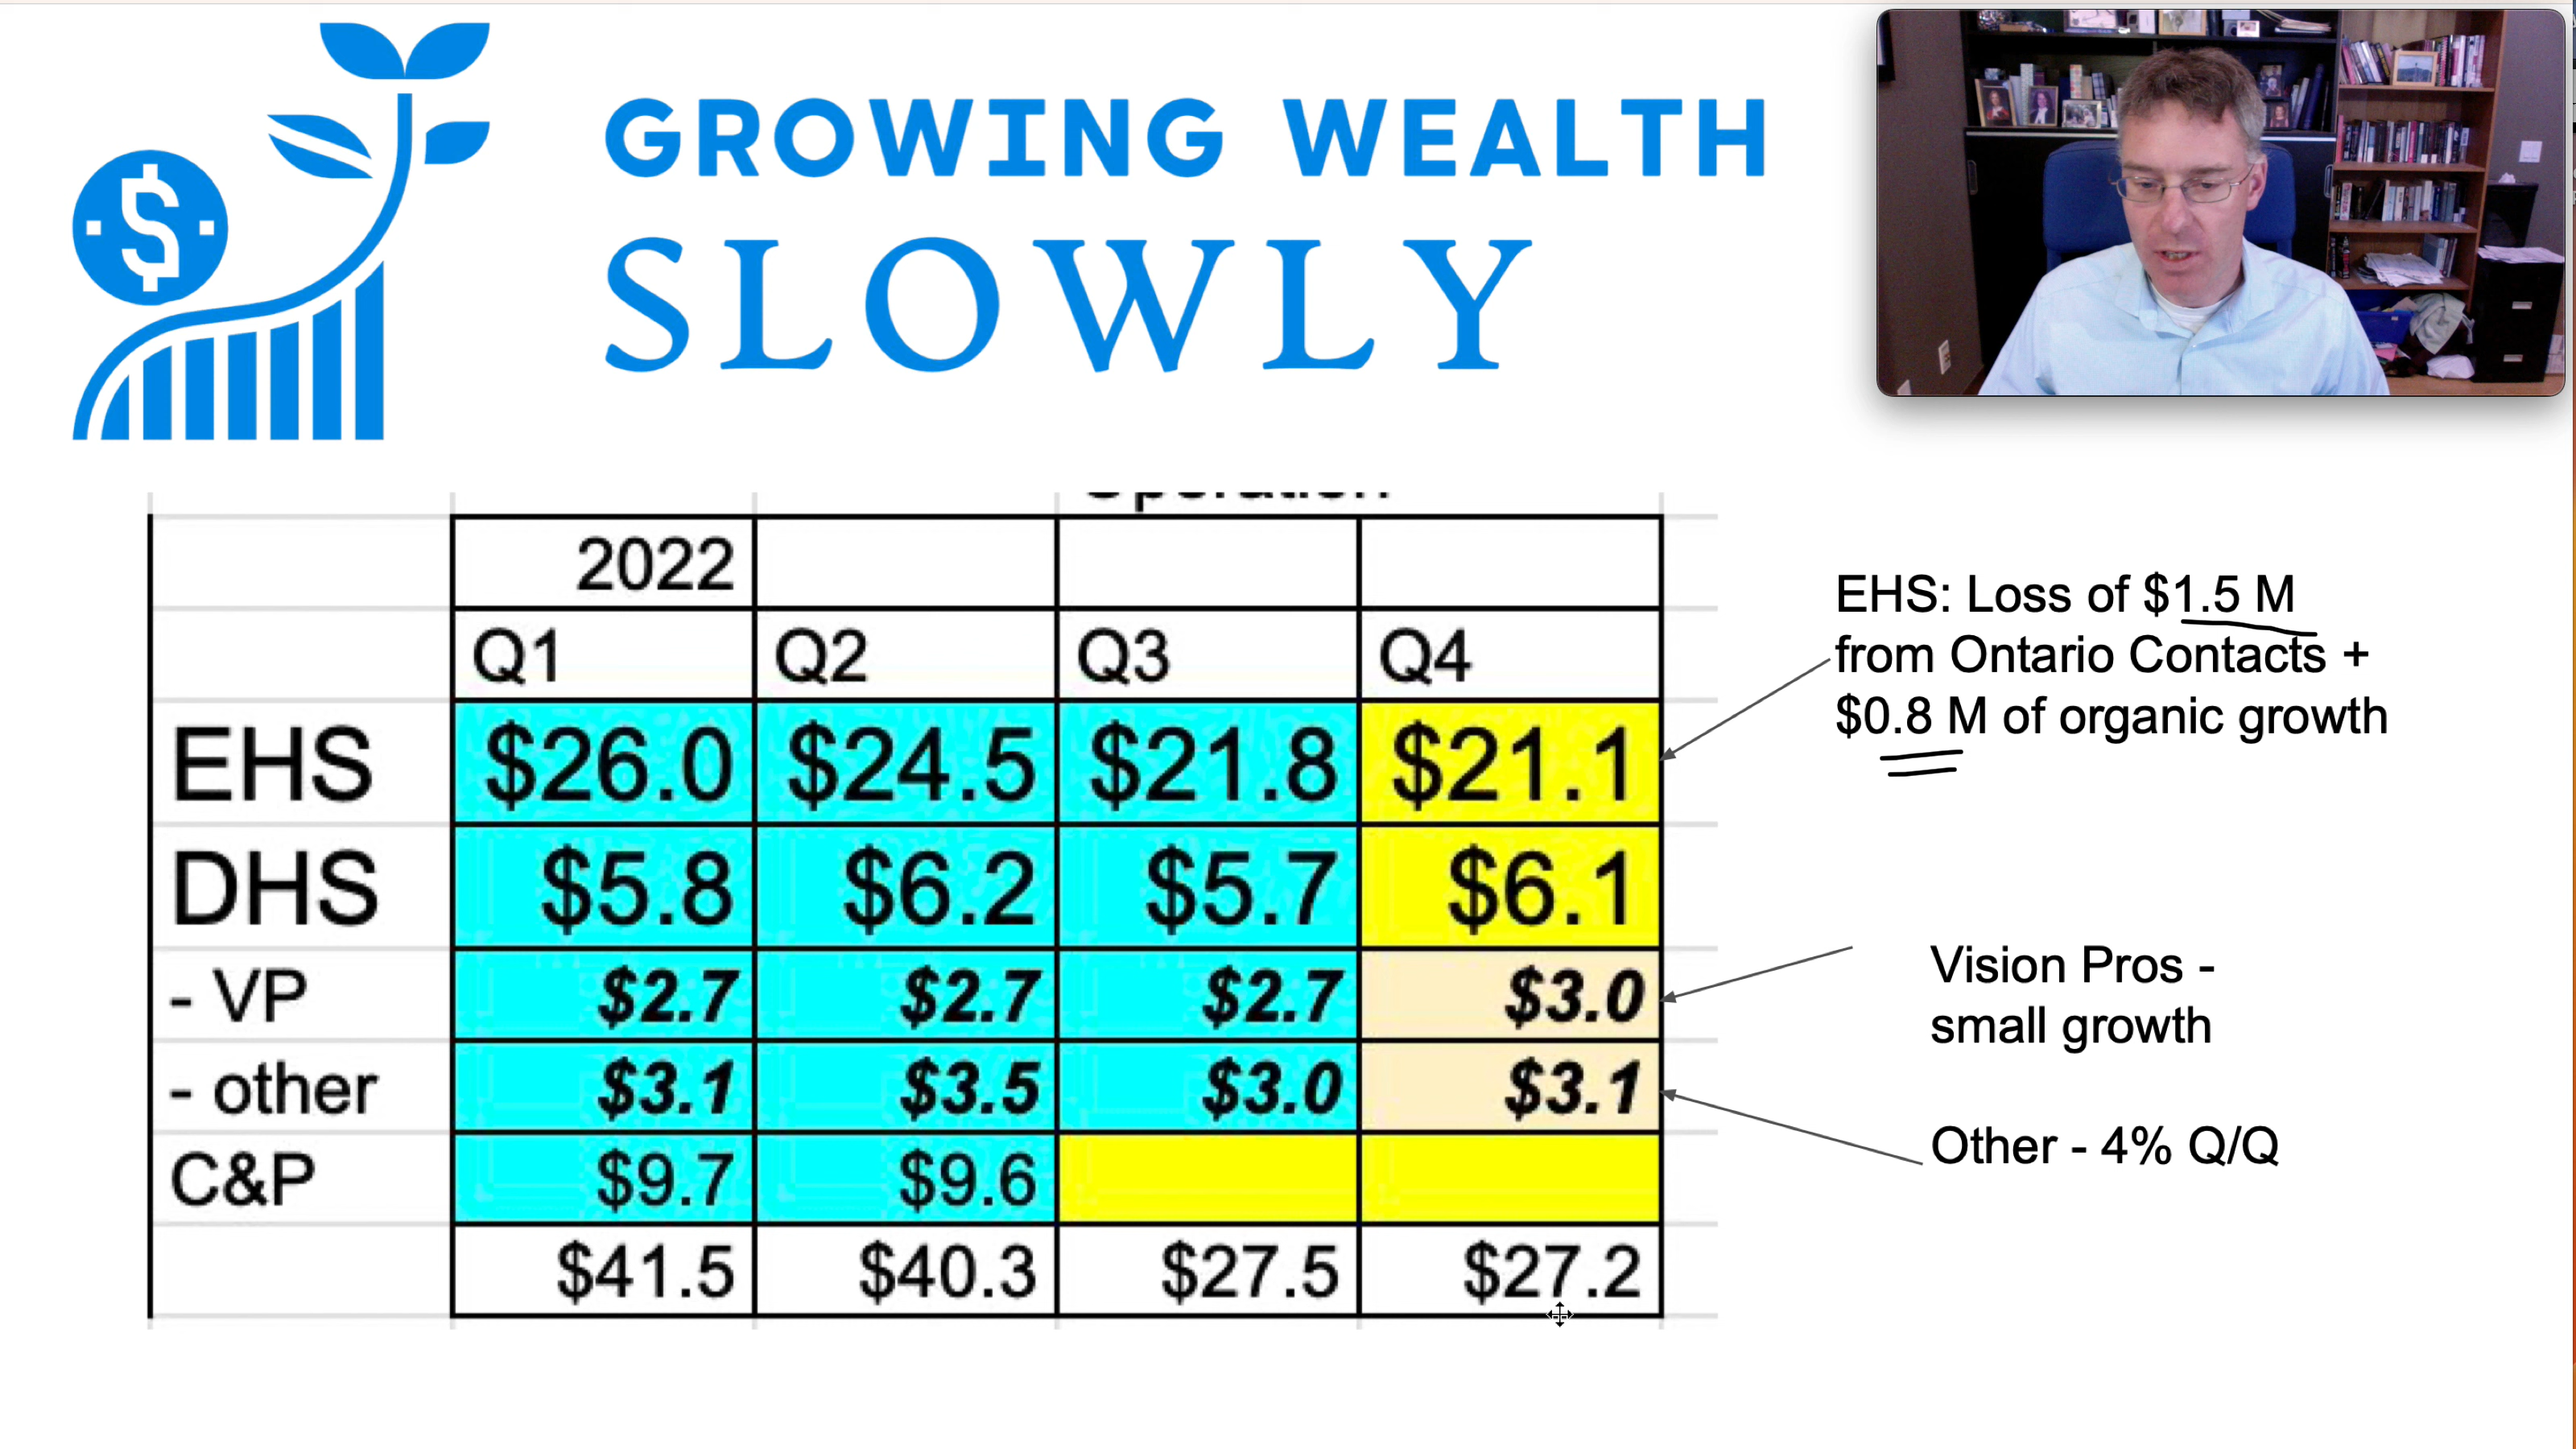 GROWING WEALTH
SLOWLY
Operation
2022
Q1 Q2 Q3 Q4
EHS $26.0 $24.5 $21.8 $21.1
DHS $5.8 $6.2 $5.7 $6.1
- VP $2.7 $2.7 $2.7 $3.0
- other $3.1 $3.5 $3.0 $3.1
C&P $9.7 $9.6
$41.5 $40.3 $27.5 $27.2
EHS: Loss of $1.5 M
from Ontario Contacts +
$0.8 M of organic growth
Vision Pros -
small growth
Other - 4% Q/Q